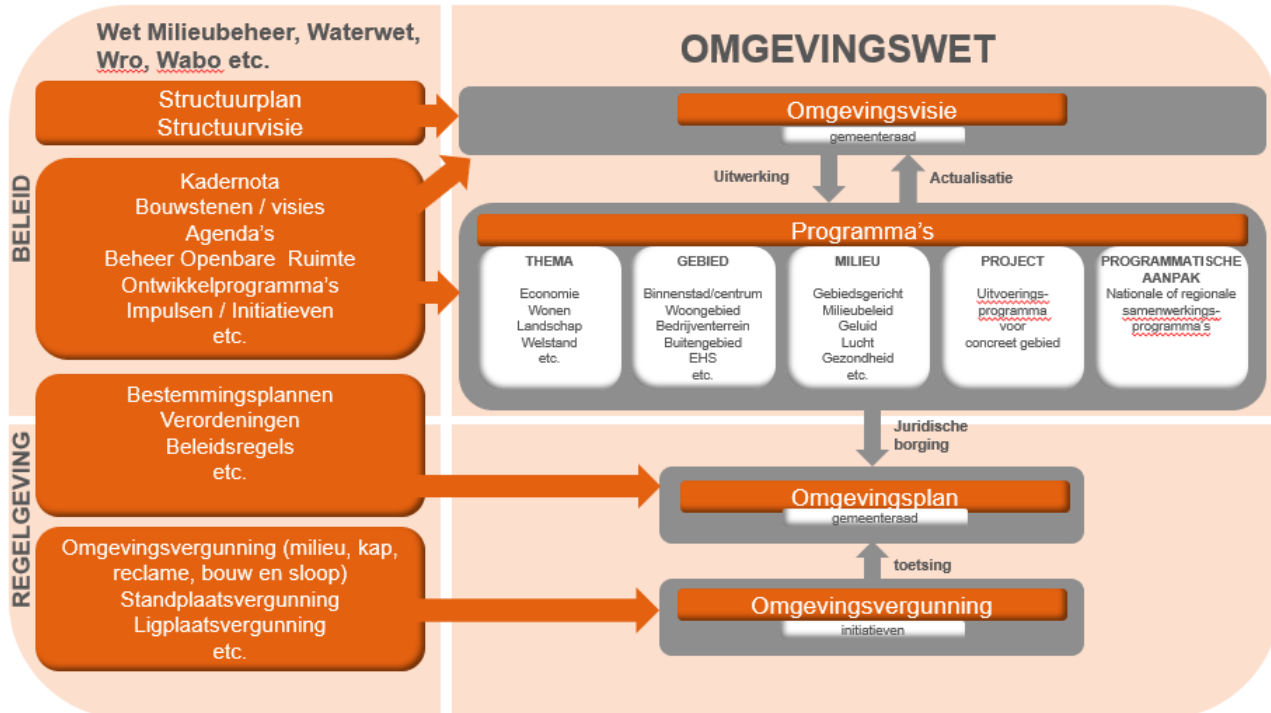 Wet Milieubeheer, Waterwet,
Wro, Wabo etc.
OMGEVINGSWET
BELEID
Structuurplan
Structuurvisie
Kadernota
Bouwstenen / visies
Agenda's
Beheer Openbare Ruimte
Ontwikkelprogramma's
Impulsen / Initiatieven
etc.
Omgevingsvisie
gemeenteraad
Uitwerking
Actualisatie
Programma's
THEMA
Economie
Wonen
Landschap
Welstand
etc.
GEBIED
Binnenstad/centrum
Woongebied
Bedrijventerrein
Buitengebied
EHS
etc.
MILIEU
Gebiedsgericht
Milieubeleid
Geluid
Lucht
Gezondheid
etc.
PROJECT
Uitvoerings-
programma
voor
concreet gebied
PROGRAMMATISCHE
AANPAK
Nationale of regionale
samenwerkings-
programma's
REGELGEVING
Bestemmingsplannen
Verordeningen
Beleidsregels
etc.
Juridische
borging
Omgevingsplan
gemeenteraad
Omgevingsvergunning (milieu, kap,
reclame, bouw en sloop)
Standplaatsvergunning
Ligplaatsvergunning
etc.
toetsing
Omgevingsvergunning
initiatieven